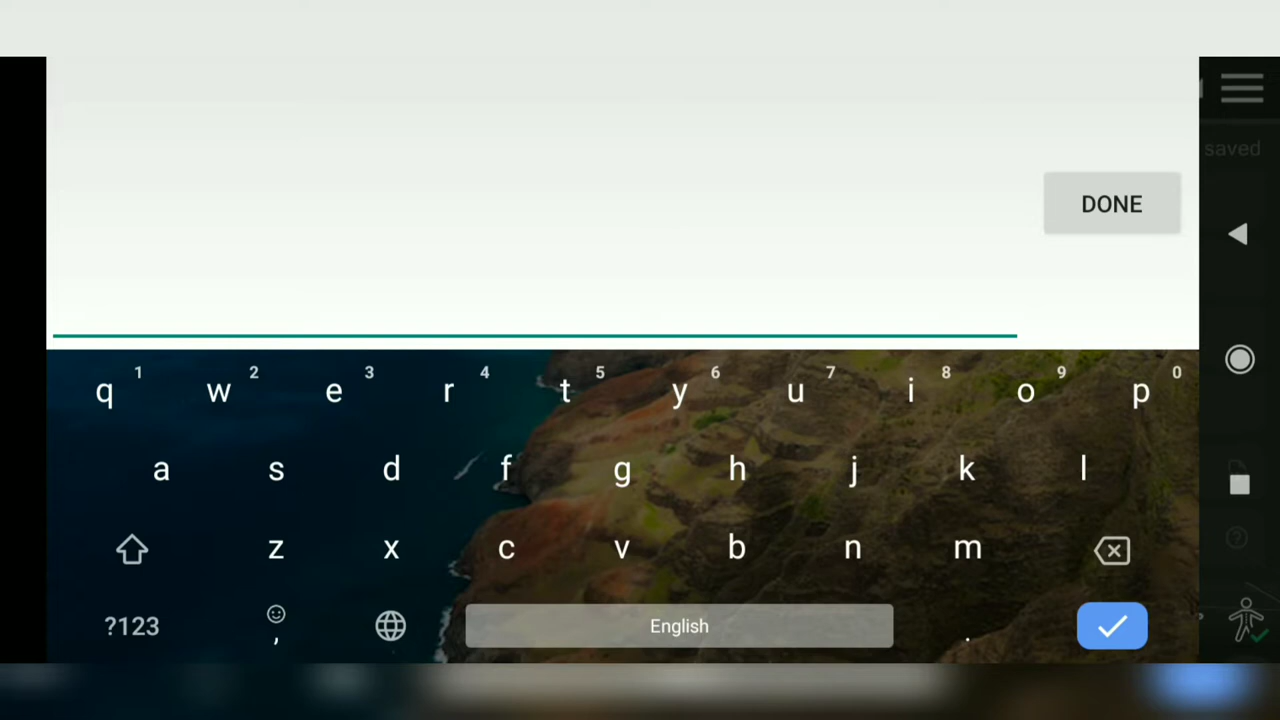 saved
DONE
q 1 w 2 e 3 r 4 t 5 y 6 u 7 i 8 o 9 p 0
a s d f g h j k l
z x c v b n m
?123 , English .